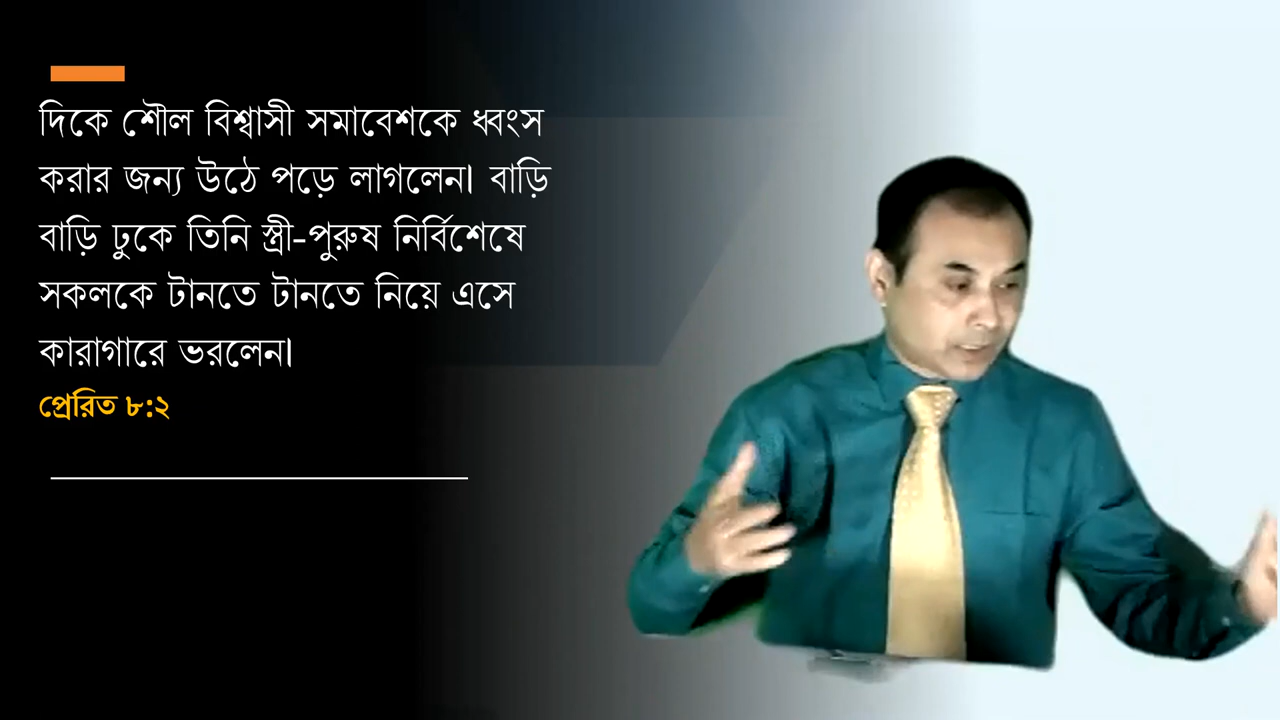 দিকে শৌল বিশ্বাসী সমাবেশকে ধ্বংস
করার জন্য উঠে পড়ে লাগলেন। বাড়ি
বাড়ি ঢুকে তিনি স্ত্রী-পুরুষ নির্বিশেষে
সকলকে টানতে টানতে নিয়ে এসে
কারাগারে ভরলেন।
প্রেরিত ৮:২